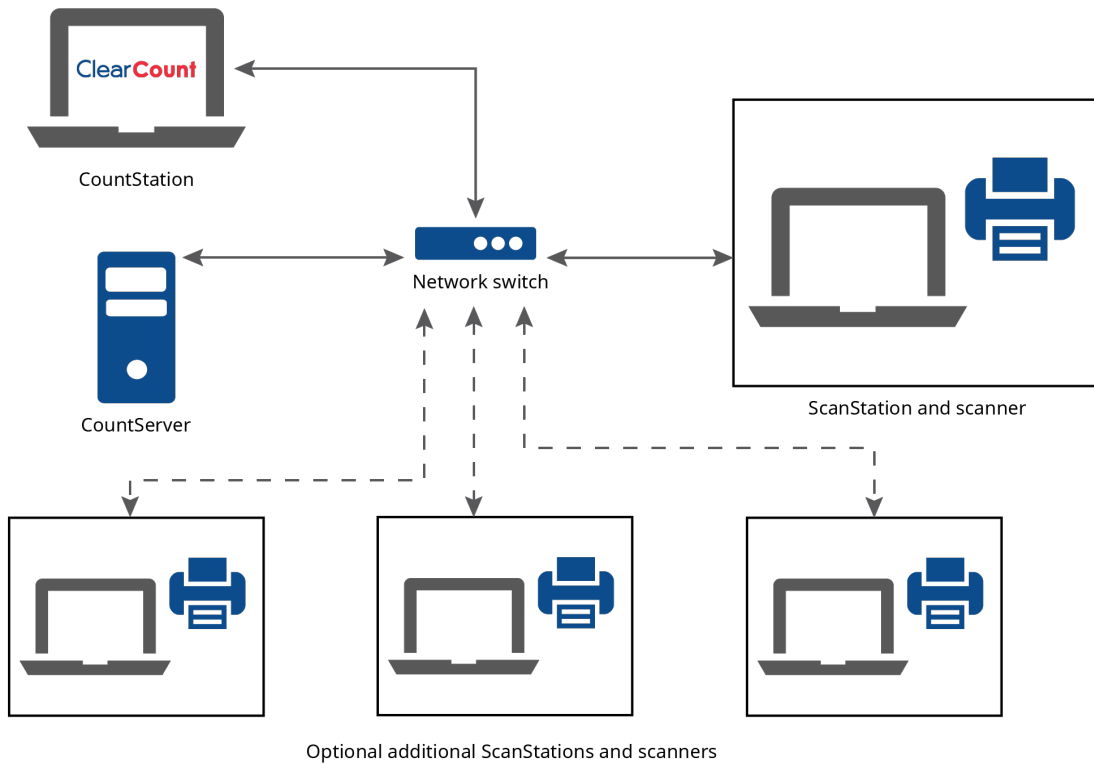 ClearCount
CountStation
Network switch
CountServer
ScanStation and scanner
Optional additional ScanStations and scanners